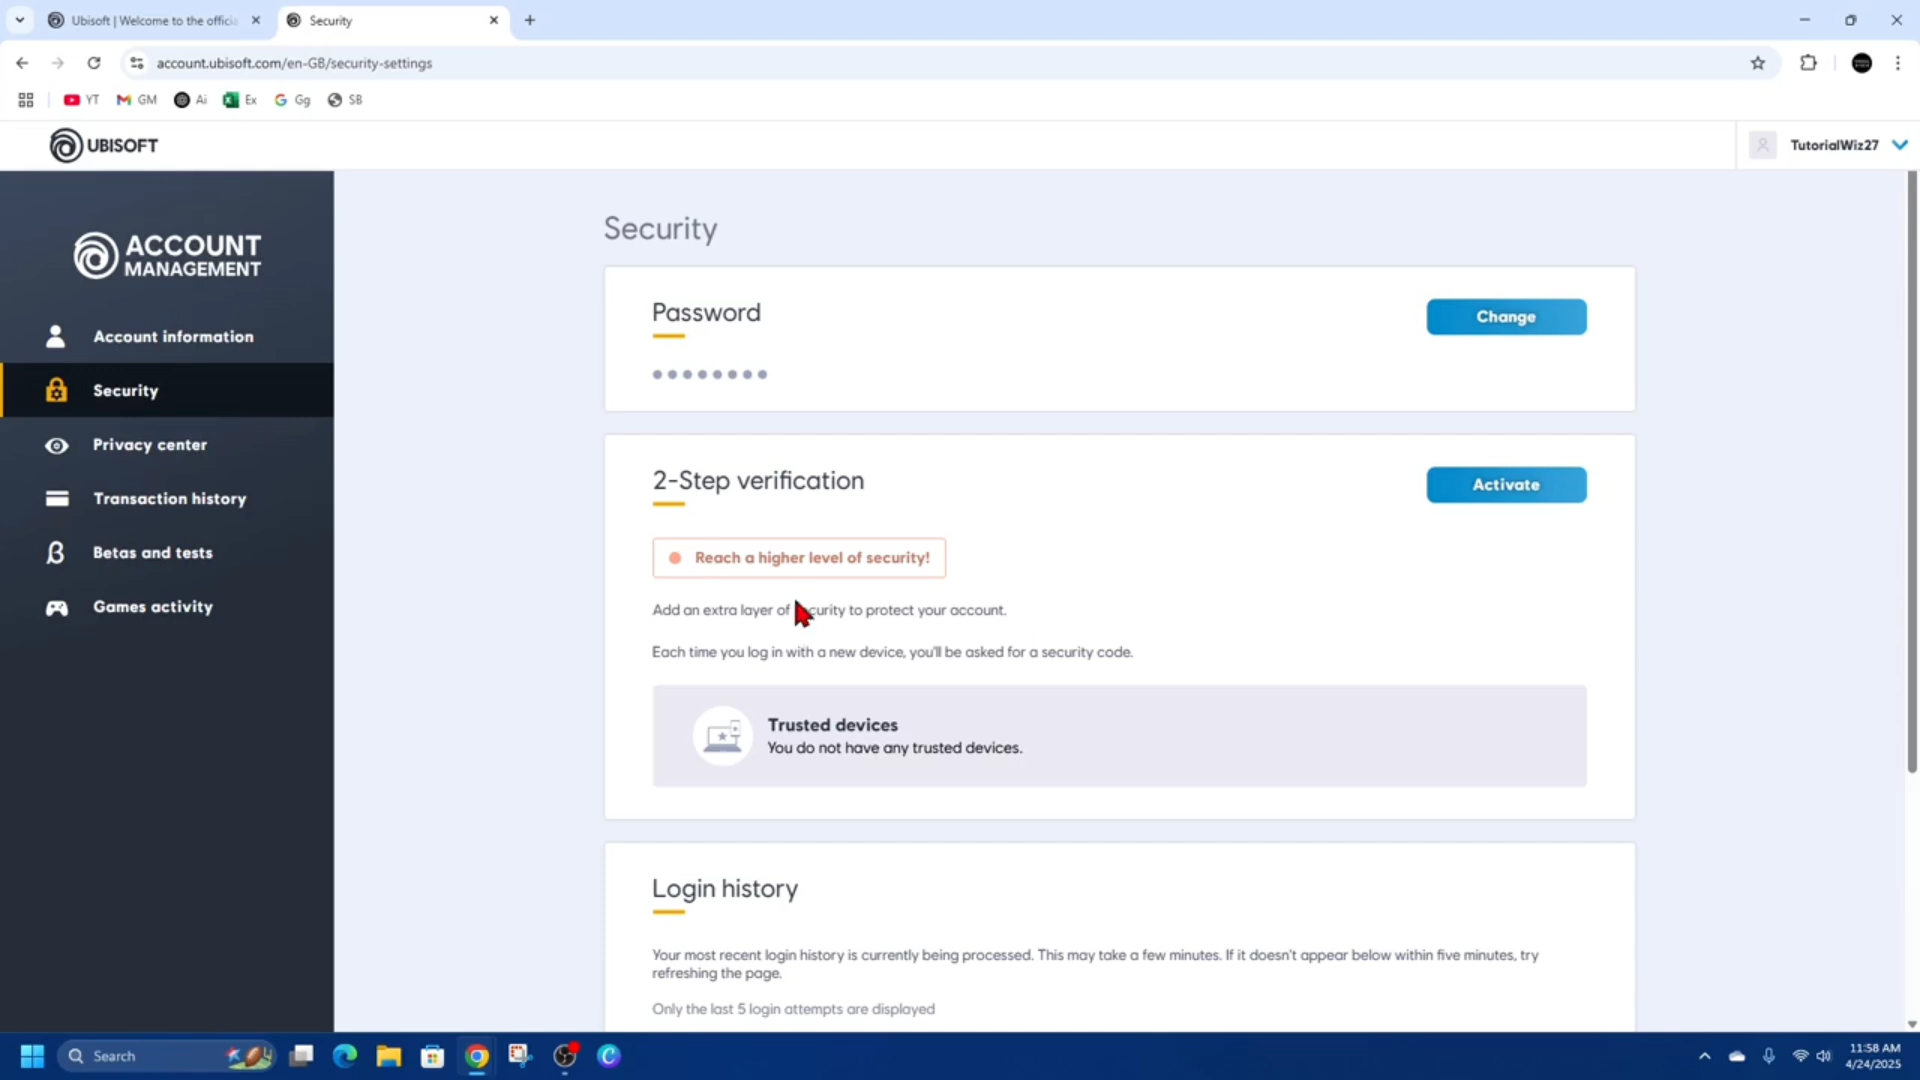 Ubisoft | Welcome to the offici
Security
account.ubisoft.com/en-GB/security-settings
YT
GM
Ai
Ex
Gg
SB
UBISOFT
TutorialWiz27
ACCOUNT
MANAGEMENT
Account information
Security
Privacy center
Transaction history
Betas and tests
Games activity
Security
Password
Change
2-Step verification
Activate
Reach a higher level of security!
Add an extra layer of security to protect your account.
Each time you log in with a new device, you'll be asked for a security code.
Trusted devices
You do not have any trusted devices.
Login history
Your most recent login history is currently being processed. This may take a few minutes. If it doesn't appear below within five minutes, try
refreshing the page.
Only the last 5 login attempts are displayed
Search
11:58 AM
4/24/2025